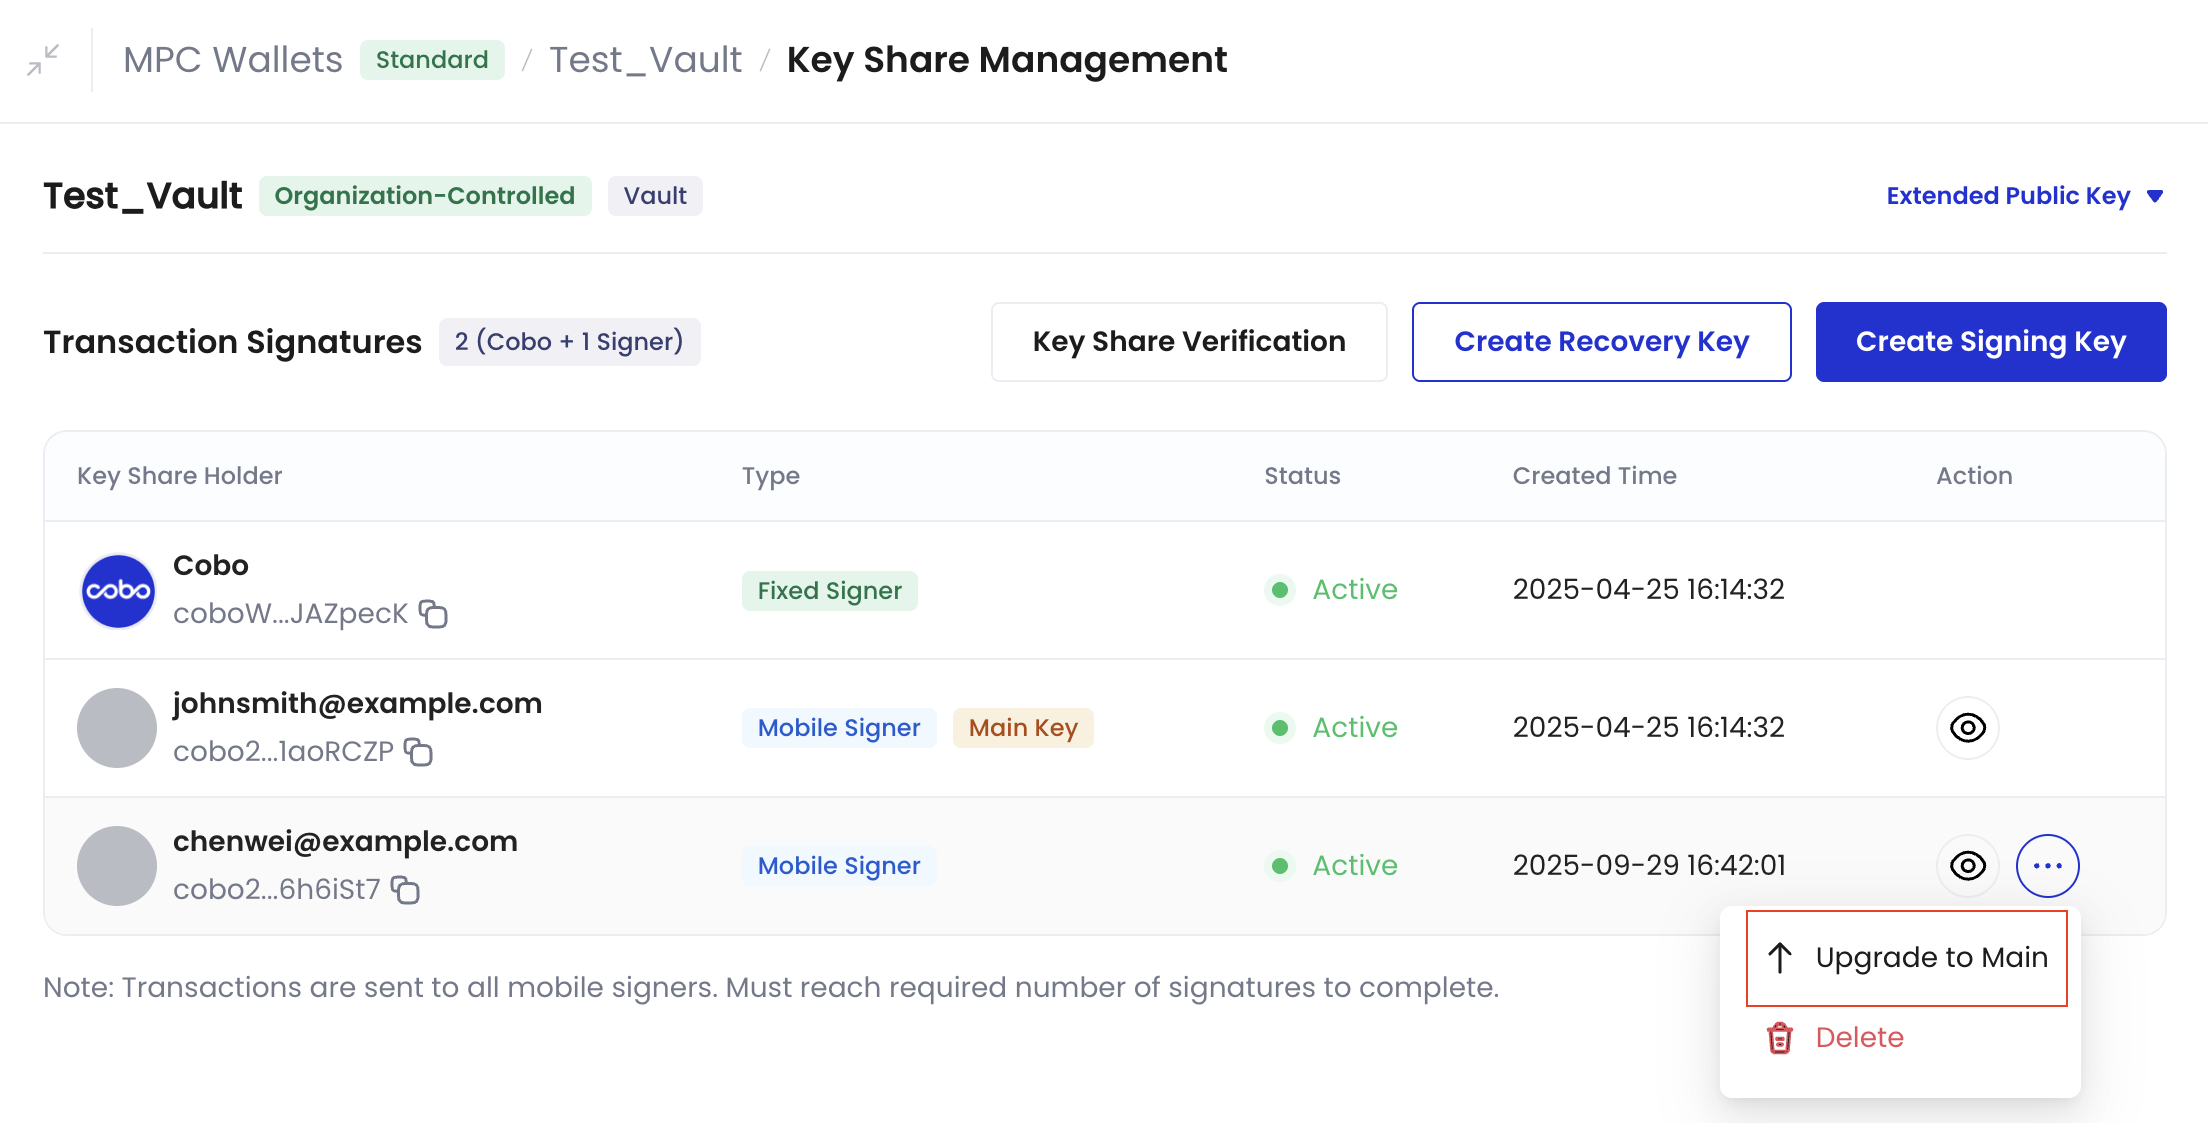 MPC Wallets Standard / Test_Vault / Key Share Management
Test_Vault Organization-Controlled Vault Extended Public Key
Transaction Signatures 2 (Cobo + 1 Signer) Key Share Verification Create Recovery Key Create Signing Key
Key Share Holder Type Status Created Time Action
cobo
Cobo
coboW...JAZpecK
Fixed Signer Active 2025-04-25 16:14:32
johnsmith@example.com
cobo2...1aoRCZP
Mobile Signer Main Key Active 2025-04-25 16:14:32
chenwei@example.com
cobo2...6h6iSt7
Mobile Signer Active 2025-09-29 16:42:01
Upgrade to Main
Delete
Note: Transactions are sent to all mobile signers. Must reach required number of signatures to complete.